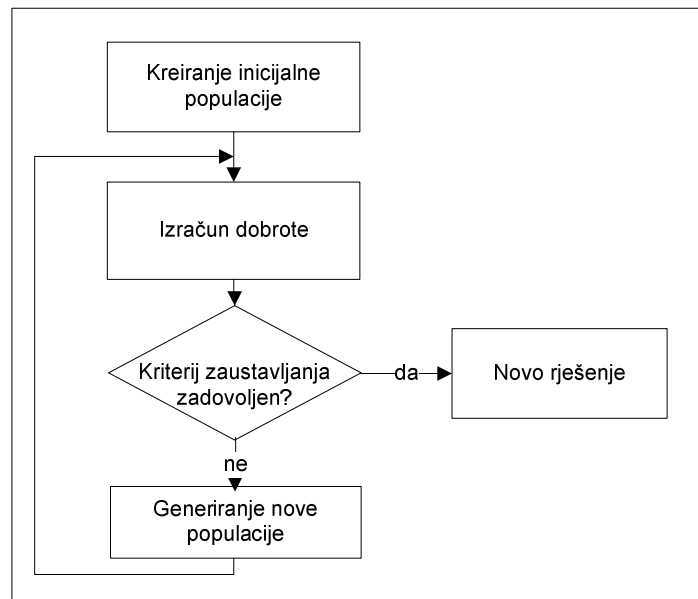 Kreiranje inicijalne
populacije
Izračun dobrote
Kriterij zaustavljanja
zadovoljen?
da
Novo rješenje
ne
Generiranje nove
populacije